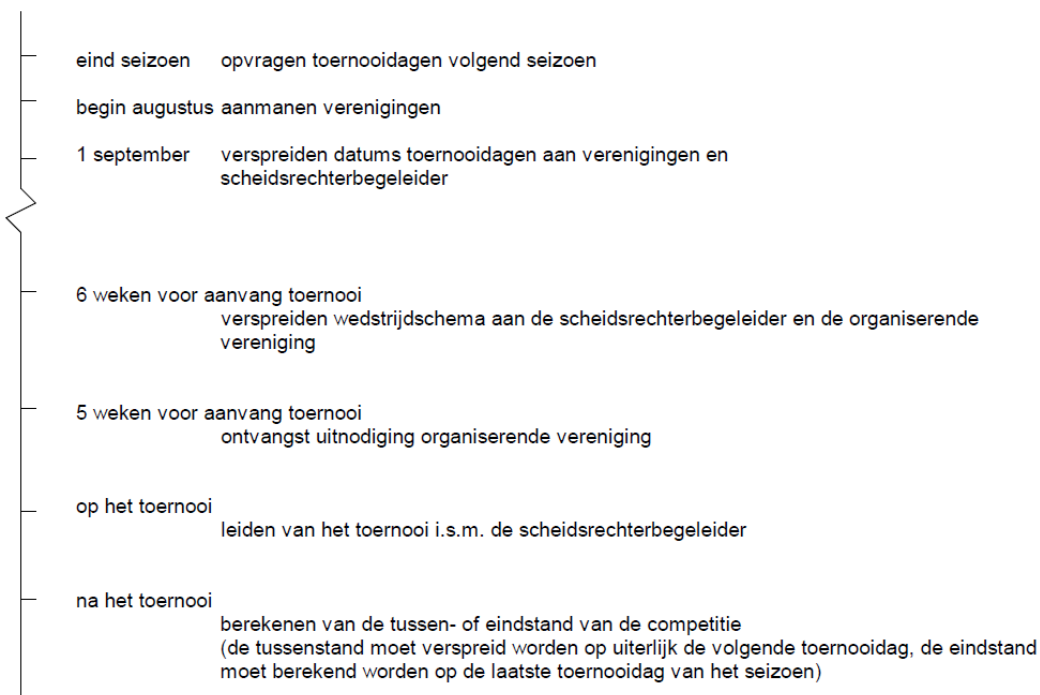 eind seizoen opvragen toernooidagen volgend seizoen
begin augustus aanmanen verenigingen
1 september verspreiden datums toernooidagen aan verenigingen en
scheidsrechterbegeleider
6 weken voor aanvang toernooi
verspreiden wedstrijdschema aan de scheidsrechterbegeleider en de organiserende
vereniging
5 weken voor aanvang toernooi
ontvangst uitnodiging organiserende vereniging
op het toernooi
leiden van het toernooi i.s.m. de scheidsrechterbegeleider
na het toernooi
berekenen van de tussen- of eindstand van de competitie
(de tussenstand moet verspreid worden op uiterlijk de volgende toernooidag, de eindstand
moet berekend worden op de laatste toernooidag van het seizoen)